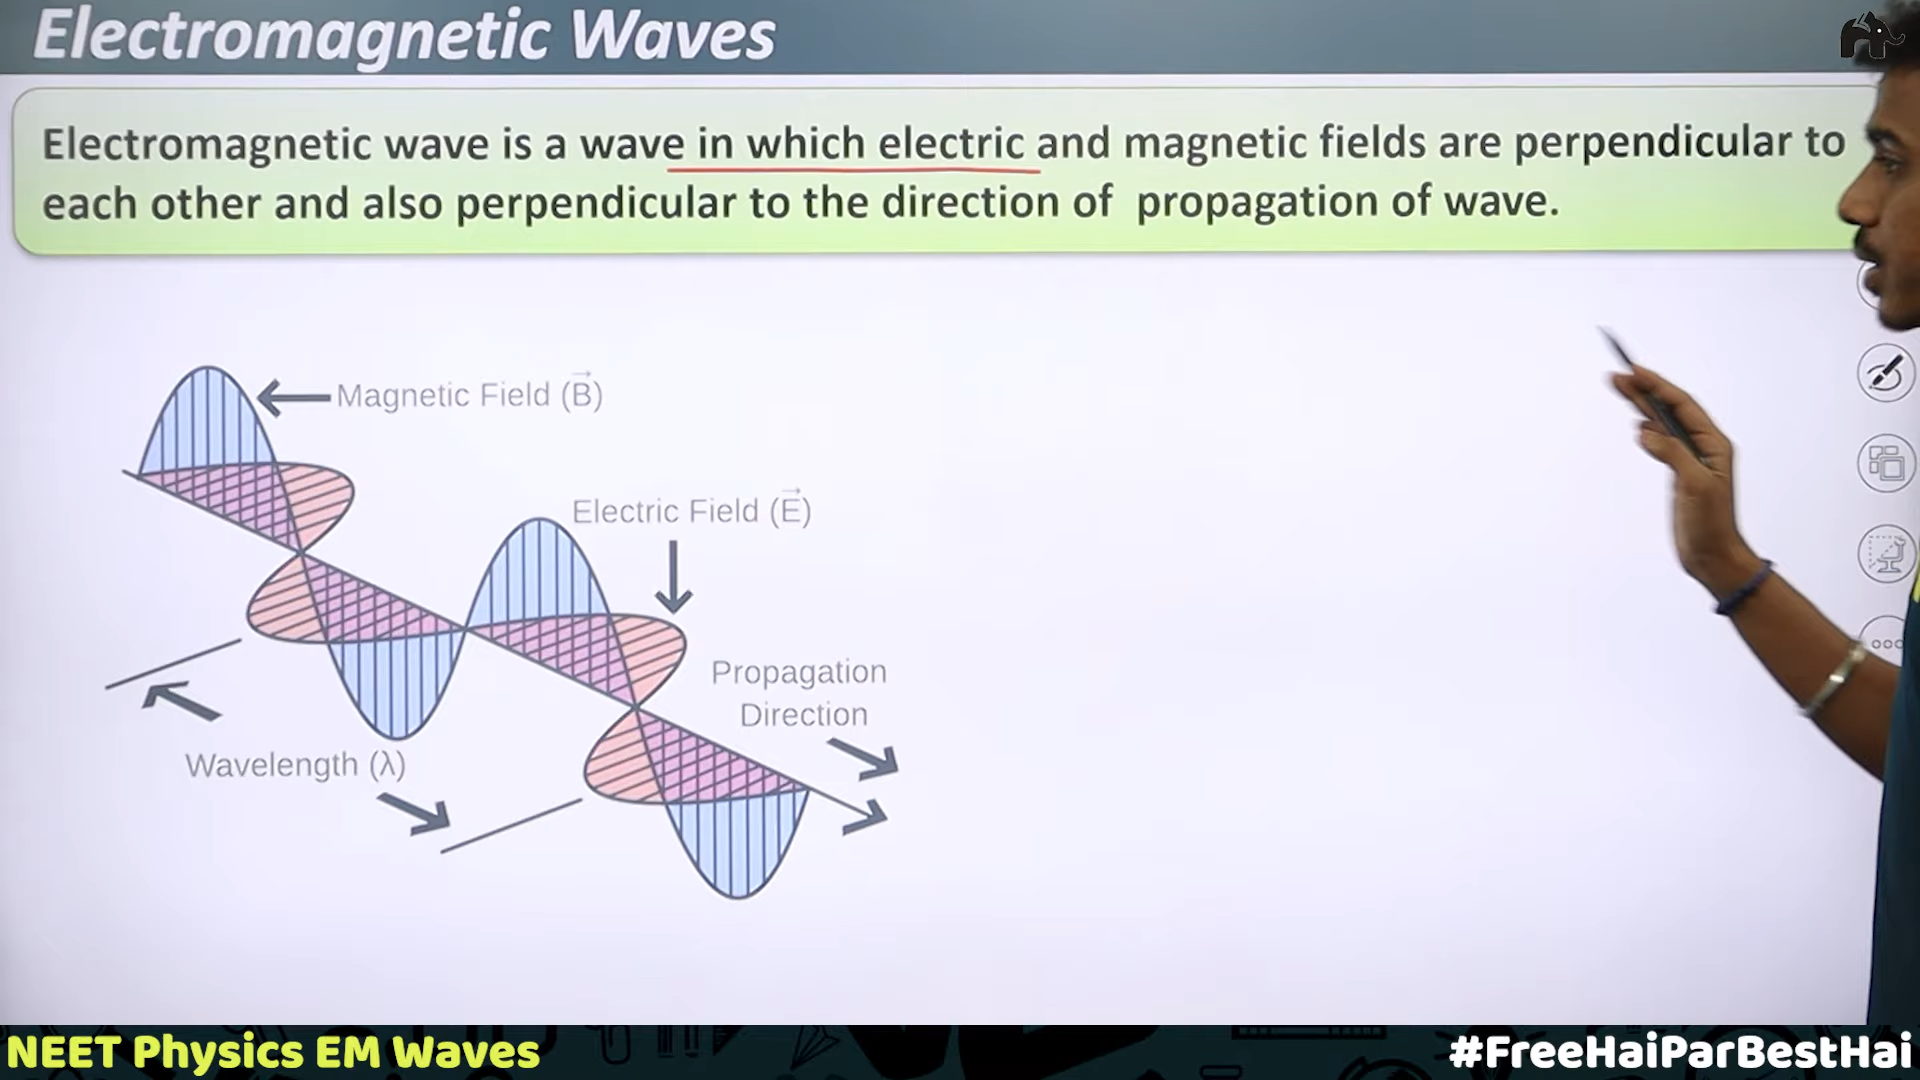 Electromagnetic Waves
Electromagnetic wave is a wave in which electric and magnetic fields are perpendicular to
each other and also perpendicular to the direction of propagation of wave.
Magnetic Field (B⃗)
Electric Field (E⃗)
Propagation
Direction
Wavelength (λ)
NEET Physics EM Waves
#FreeHaiParBestHai